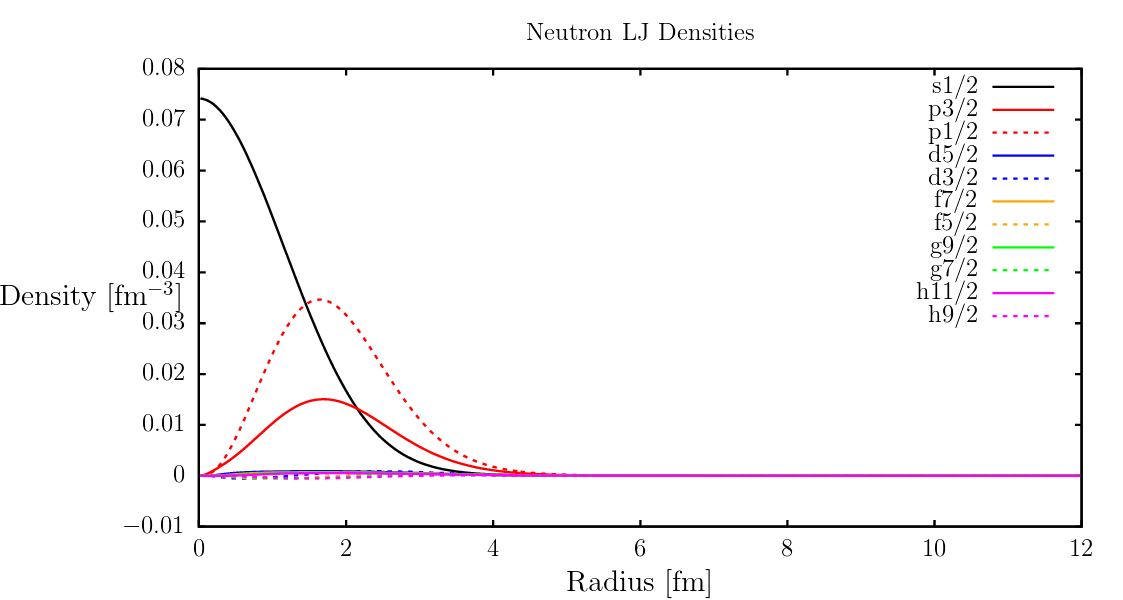 Neutron LJ Densities
0.08
0.07
0.06
0.05
0.04
0.03
0.02
0.01
0
−0.01
Density [fm⁻³]
s1/2
p3/2
p1/2
d5/2
d3/2
f7/2
f5/2
g9/2
g7/2
h11/2
h9/2
0 2 4 6 8 10 12
Radius [fm]